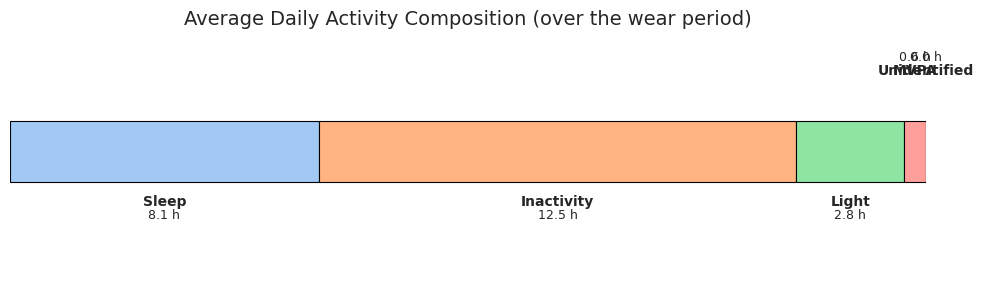 Average Daily Activity Composition (over the wear period)
0.6 h
0.0 h
MVPA
Unidentified
Sleep
8.1 h
Inactivity
12.5 h
Light
2.8 h